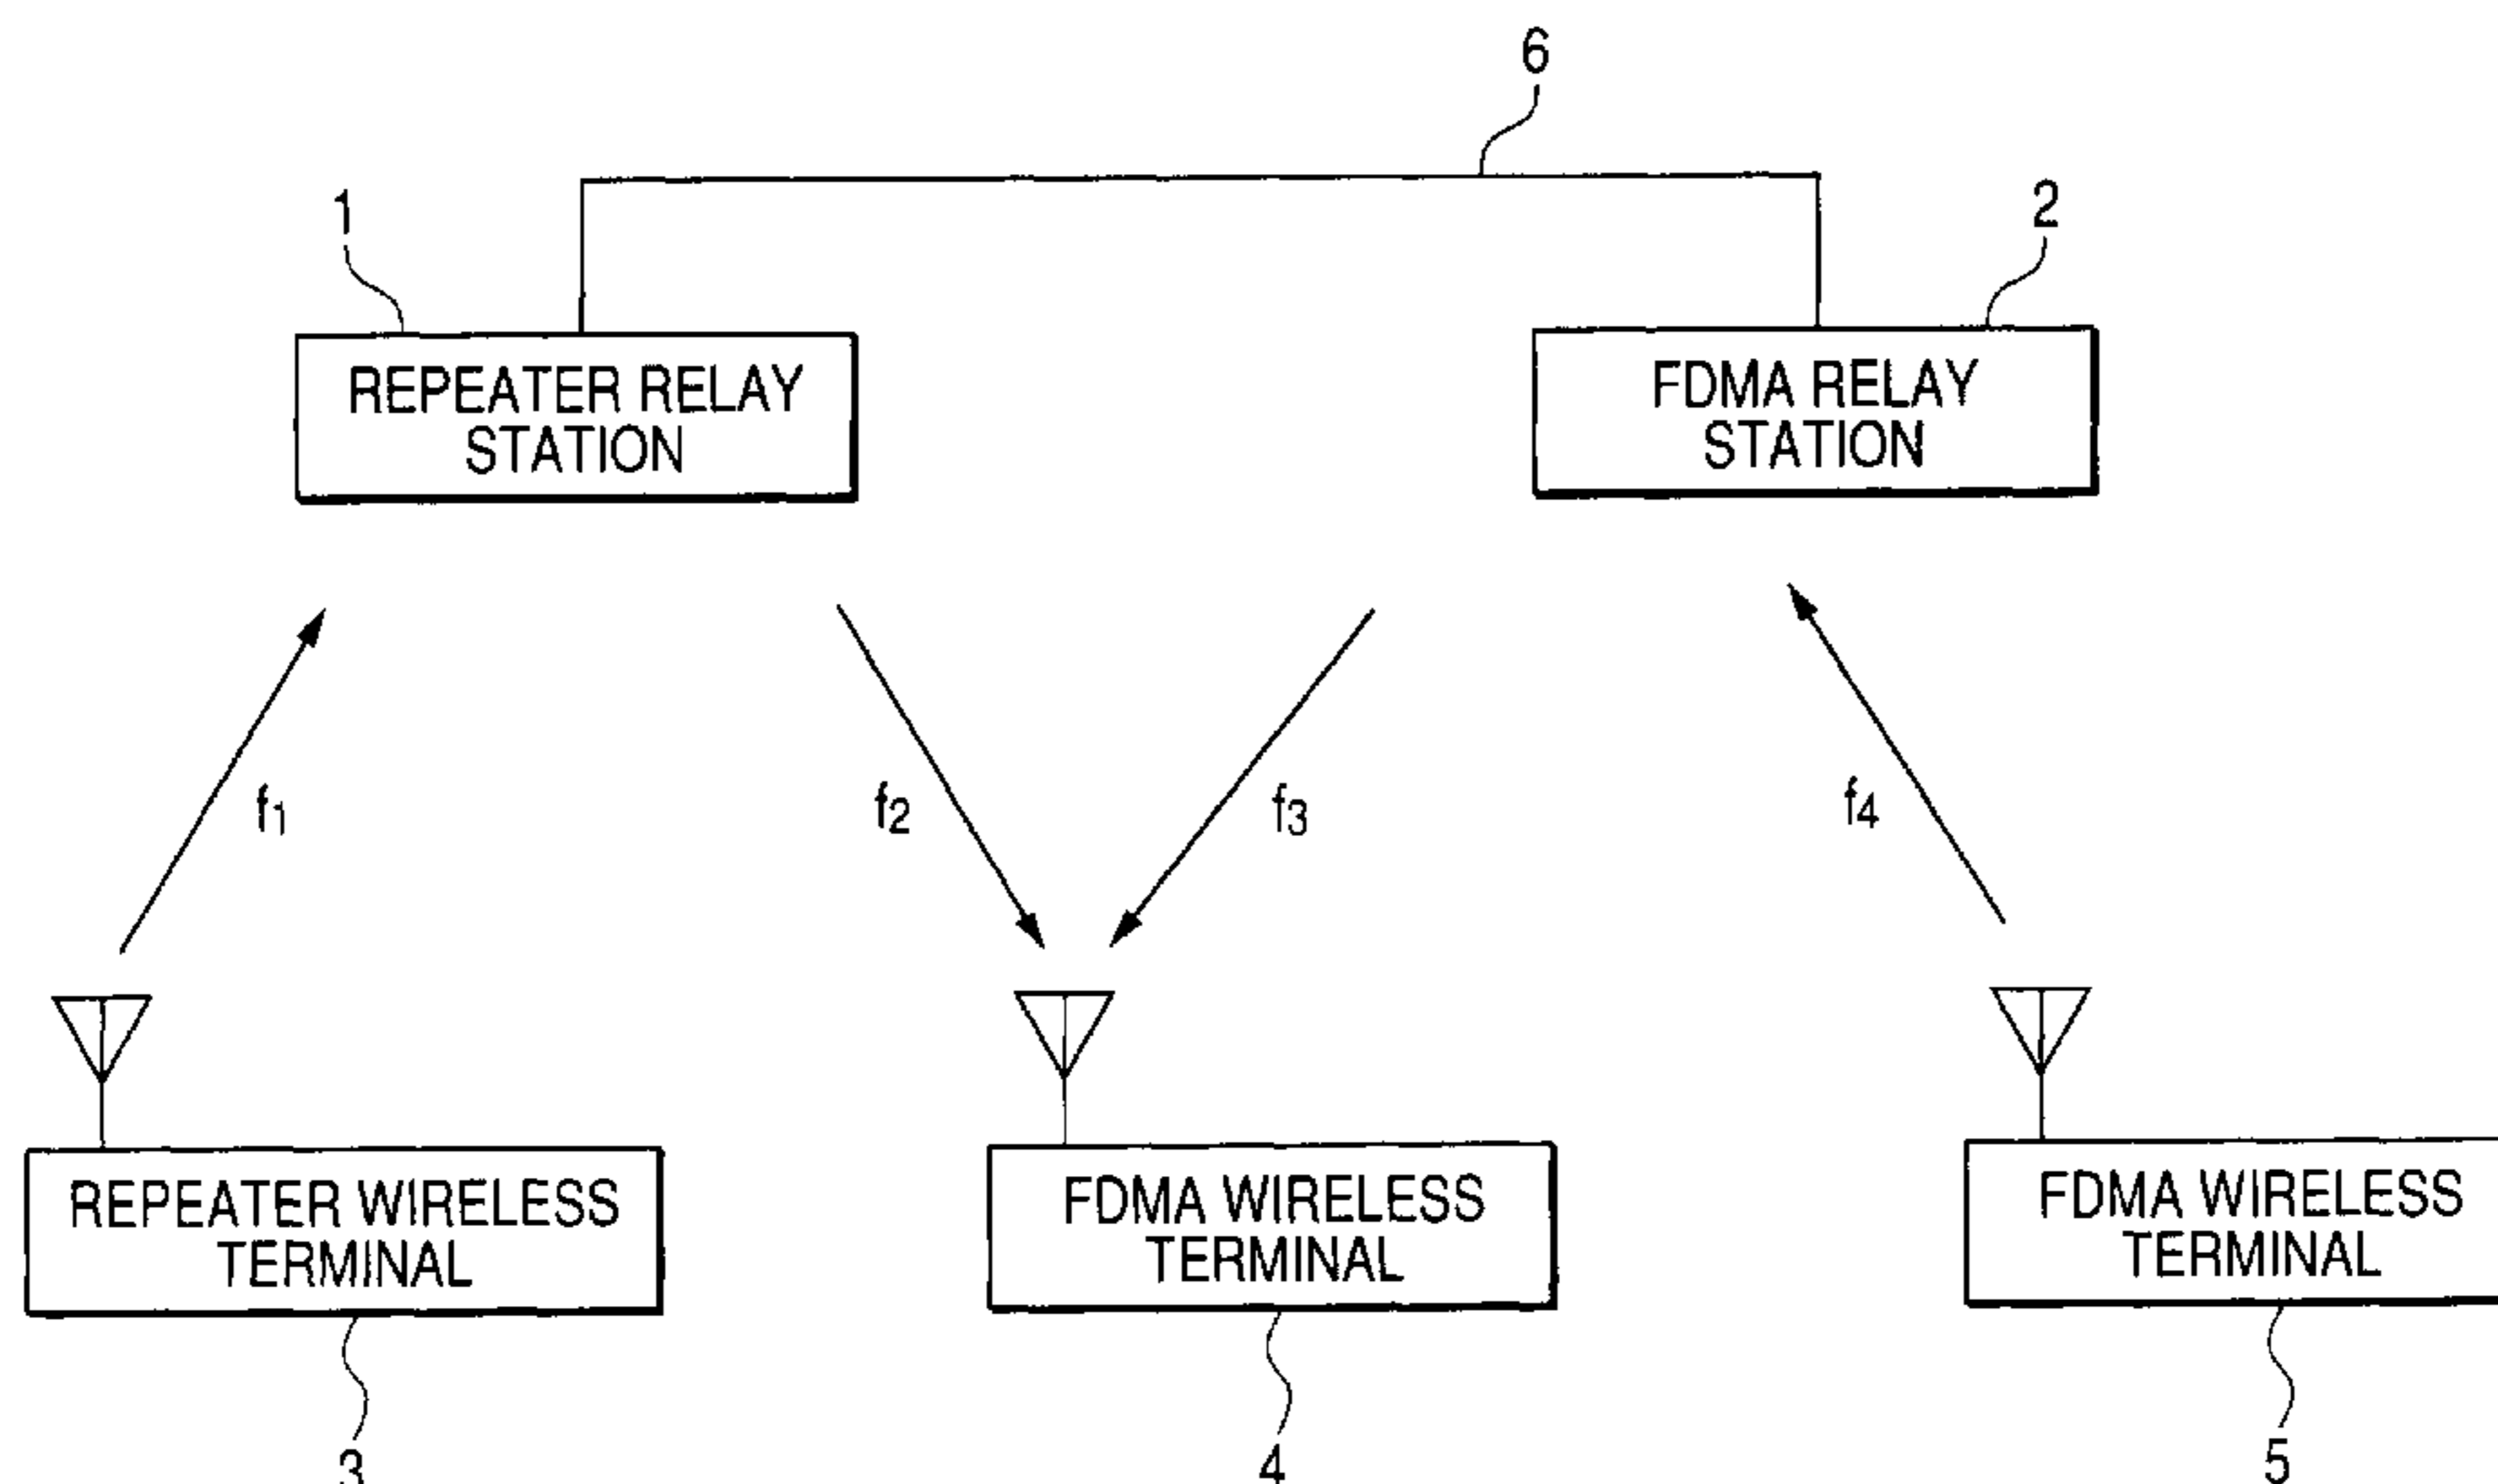 6
1
2
REPEATER RELAY
STATION
FDMA RELAY
STATION
f1
f2
f3
f4
REPEATER WIRELESS
TERMINAL
FDMA WIRELESS
TERMINAL
FDMA WIRELESS
TERMINAL
3
4
5